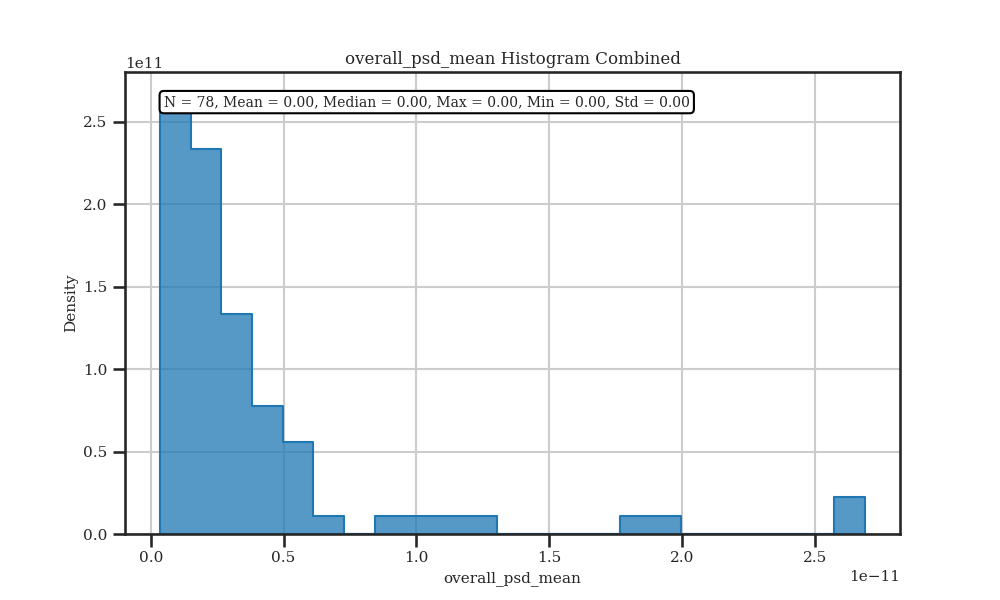 overall_psd_mean Histogram Combined
1e11
N = 78, Mean = 0.00, Median = 0.00, Max = 0.00, Min = 0.00, Std = 0.00
2.5
2.0
1.5
1.0
0.5
0.0
Density
0.0 0.5 1.0 1.5 2.0 2.5
1e−11
overall_psd_mean